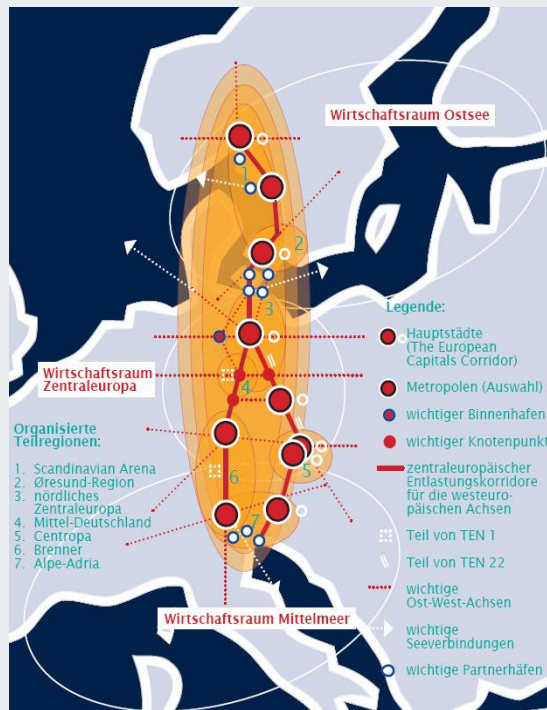 Wirtschaftsraum Ostsee
1
2
3
Legende:
Hauptstädte
(The European
Capitals Corridor)
Wirtschaftsraum
Zentraleuropa
4
Metropolen (Auswahl)
wichtiger Binnenhafen
Organisierte
Teilregionen:
1. Scandinavian Arena
2. Øresund-Region
3. nördliches
Zentraleuropa
4. Mittel-Deutschland
5. Centropa
6. Brenner
7. Alpe-Adria
5
6
7
wichtiger Knotenpunkt
zentraleuropäischer
Entlastungskorridore
für die westeuro-
päischen Achsen
Teil von TEN 1
Teil von TEN 22
wichtige
Ost-West-Achsen
Wirtschaftsraum Mittelmeer
wichtige
Seeverbindungen
wichtige Partnerhäfen